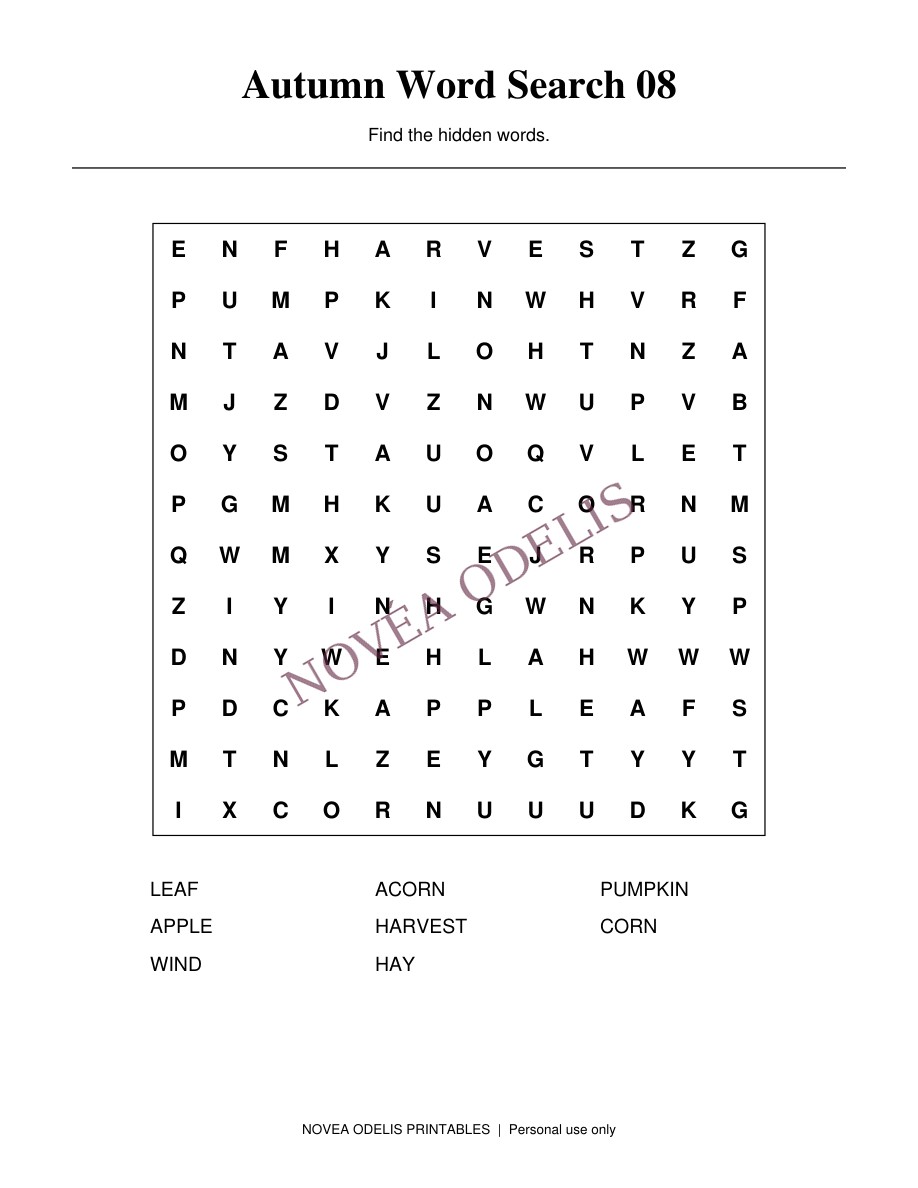 Autumn Word Search 08
Find the hidden words.
E N F H A R V E S T Z G
P U M P K I N W H V R F
N T A V J L O H T N Z A
M J Z D V Z N W U P V B
O Y S T A U O Q V L E T
P G M H K U A C O R N M
Q W M X Y S E J R P U S
Z I Y I N H G W N K Y P
D N Y W E H L A H W W W
P D C K A P P L E A F S
M T N L Z E Y G T Y Y T
I X C O R N U U U D K G
NOVÉA ODELIS
LEAF ACORN PUMPKIN
APPLE HARVEST CORN
WIND HAY
NOVEA ODELIS PRINTABLES | Personal use only